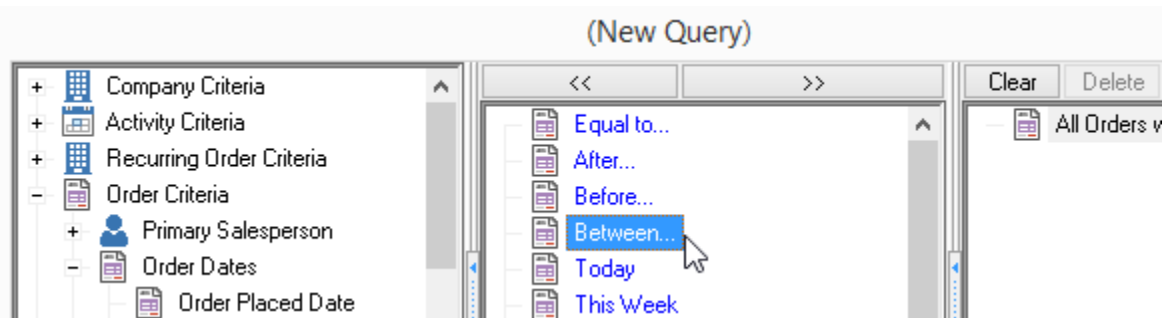 (New Query)
Company Criteria
Activity Criteria
Recurring Order Criteria
Order Criteria
Primary Salesperson
Order Dates
Order Placed Date
<< >>
Equal to...
After...
Before...
Between...
Today
This Week
Clear Delete
All Orders